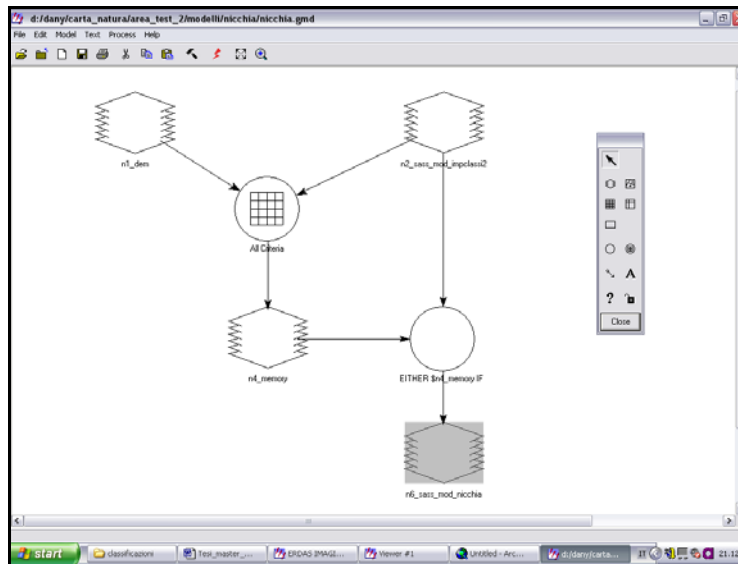 d:/dany/carta_natura/area_test_2/modelli/nicchia/nicchia.gmd
File Edit Model Text Process Help
n1_dem
n2_sass_mod_impclassi2
All Criteria
n4_memory
EITHER $n4_memory IF
n6_sass_mod_nicchia
A
?
Close
start
classificazioni
Tesi_master_...
ERDAS IMAGI...
Viewer #1
Untitled - Arc...
d:/dany/carta...
IT
21.12